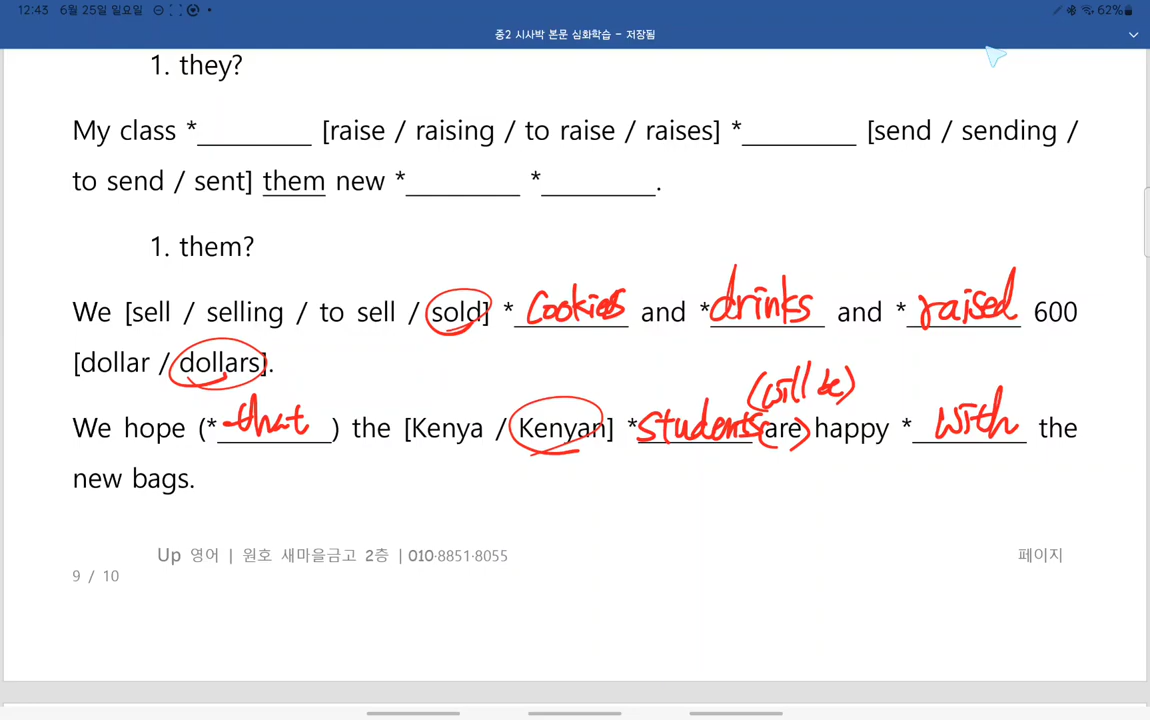 12:43 6월 25일 일요일 62%
중2 시사박 본문 심화학습 - 저장됨
1. they?
My class *________ [raise / raising / to raise / raises] *________ [send / sending /
to send / sent] them new *________ *________.
1. them?
We [sell / selling / to sell / sold] * cookies and * drinks and * raised 600
[dollar / dollars].
(will be)
We hope (* that ) the [Kenya / Kenyan] * students (are) happy * with the
new bags.
Up 영어 | 원호 새마을금고 2층 | 010·8851·8055 페이지
9 / 10